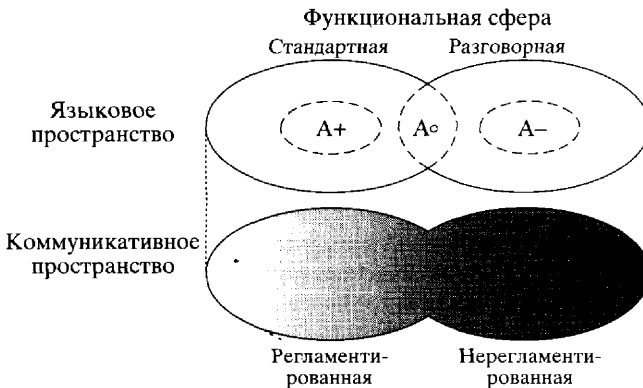 Функциональная сфера
Стандартная Разговорная
Языковое
пространство
А+ А○ А−
Коммуникативное
пространство
Регламенти-
рованная
Нерегламенти-
рованная